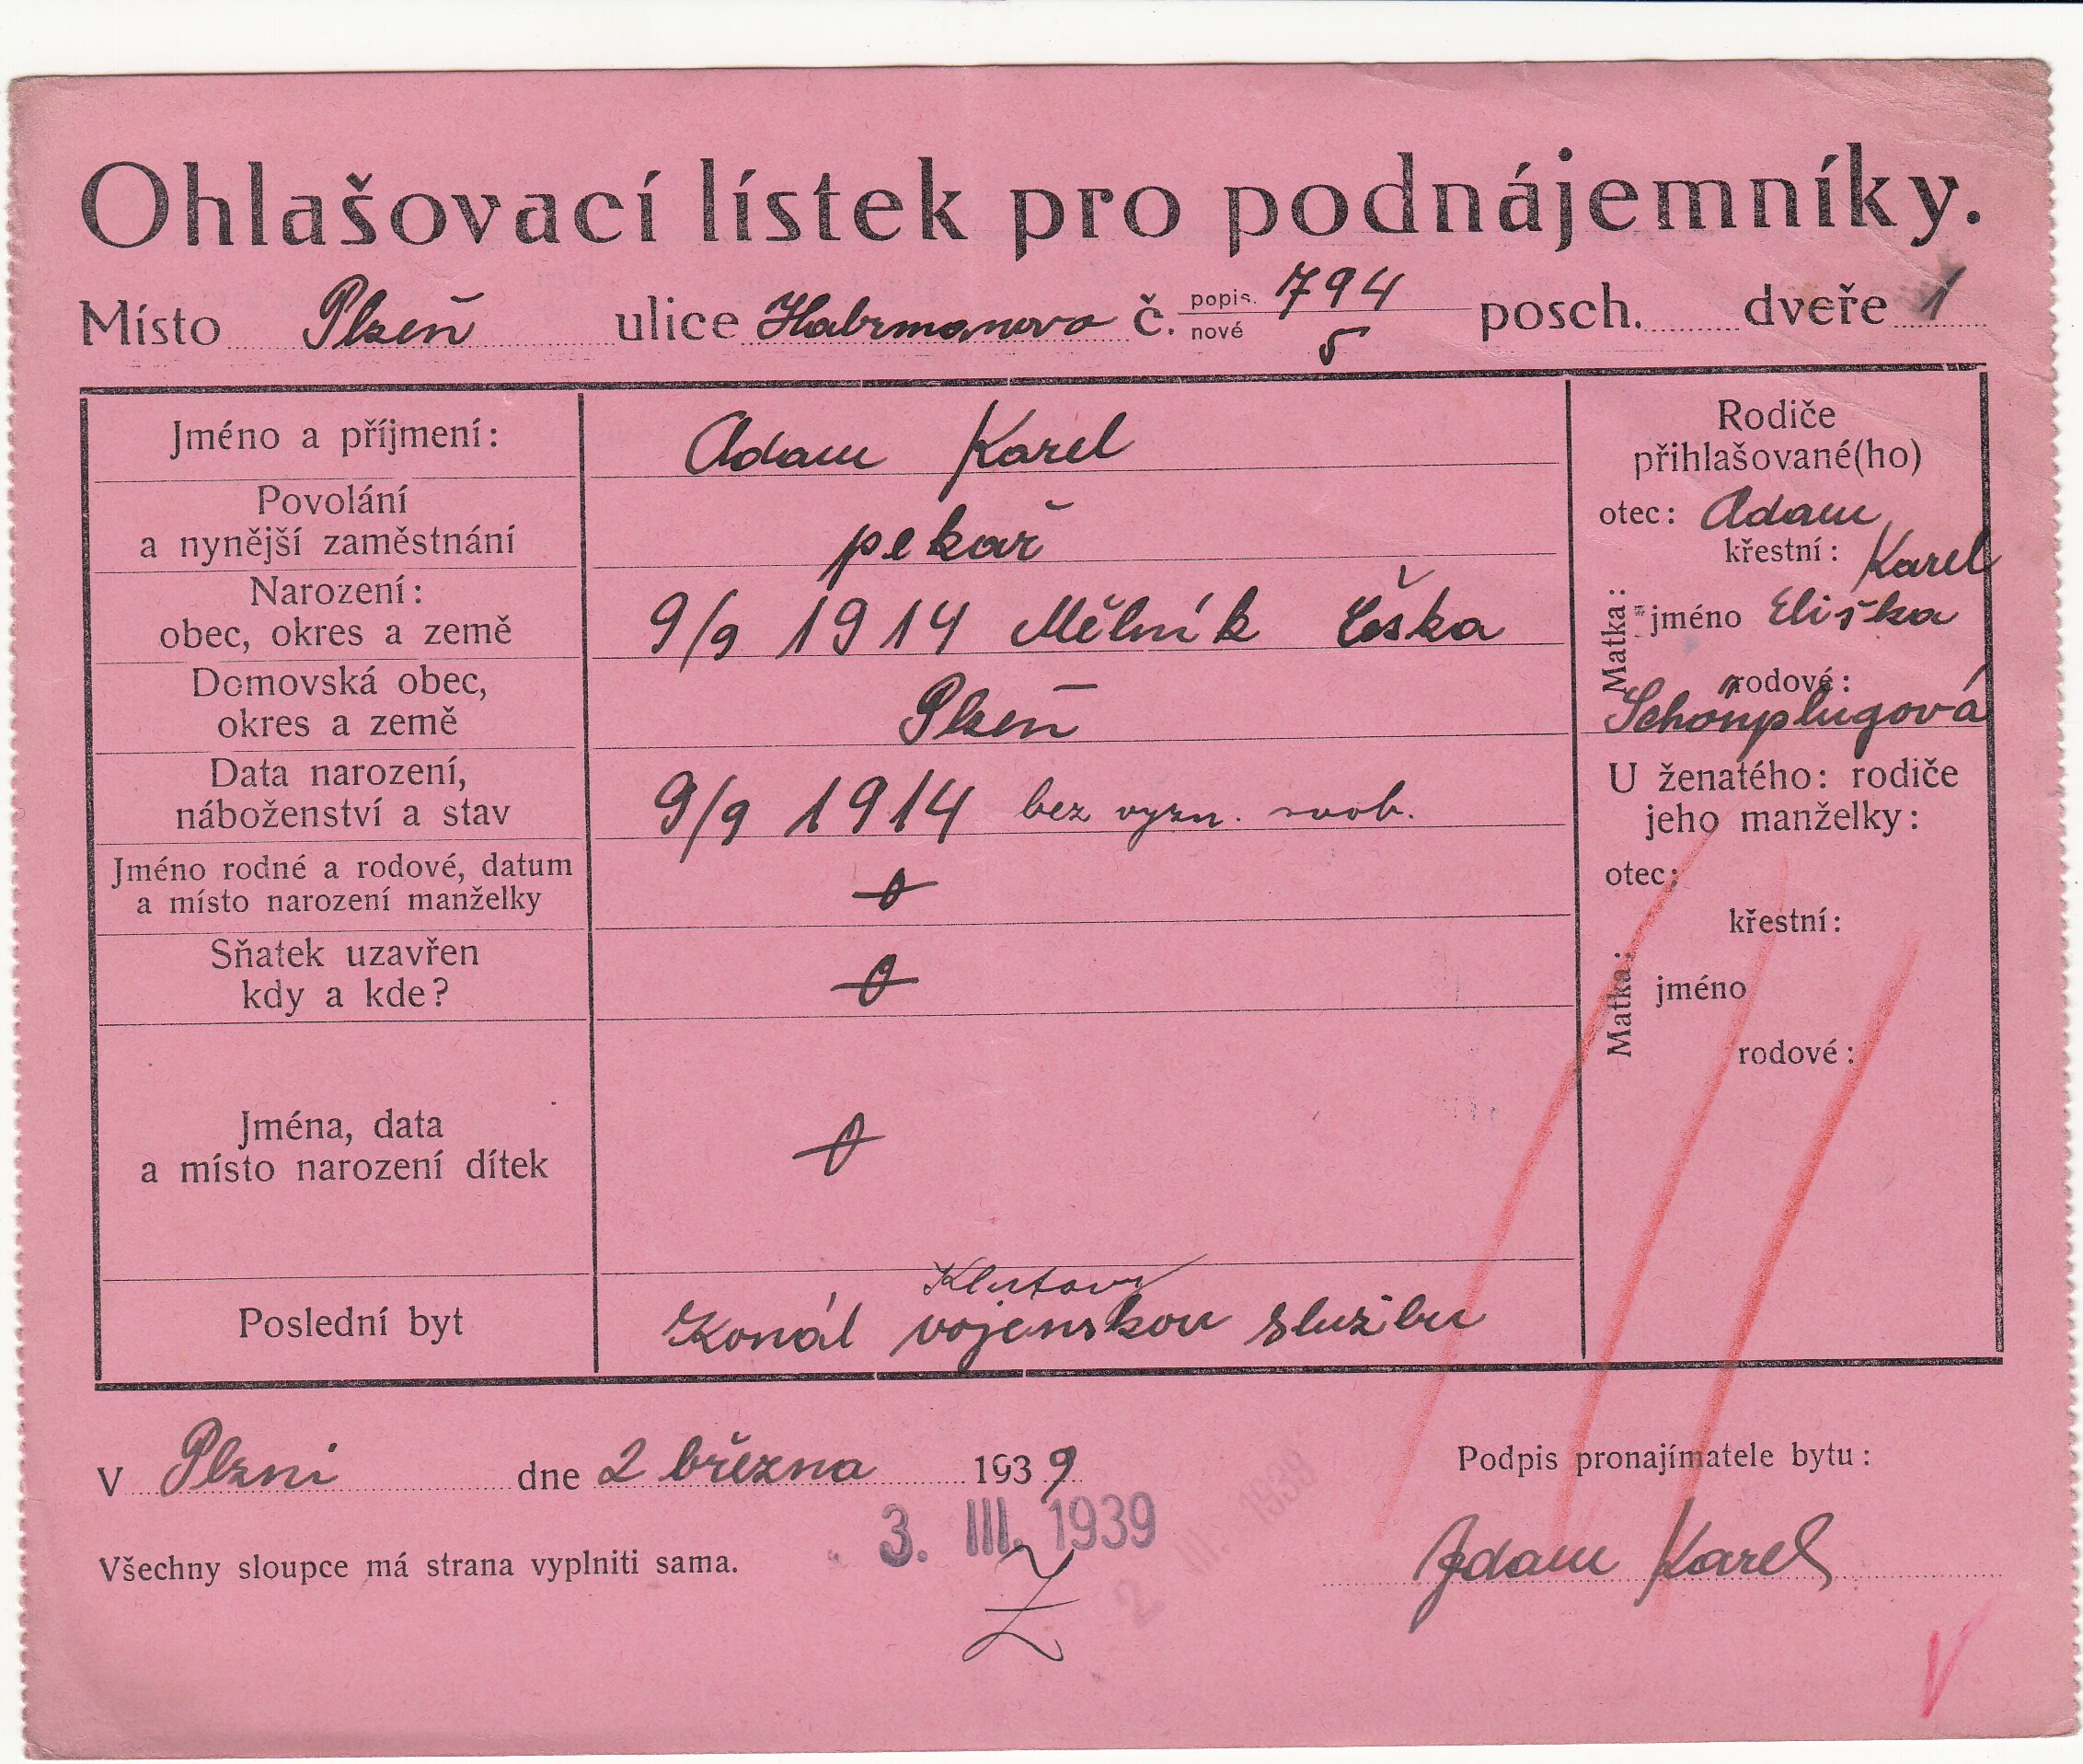 Ohlašovací lístek pro podnájemníky.
Místo Plzeň ulice Habrmanova č. popis. 794 posch. dveře 1
nové 5
Jméno a příjmení: Adam Karel
Povolání
a nynější zaměstnání pekař
Narození:
obec, okres a země 9/9 1914 Mělník Češka
Domovská obec,
okres a země Plzeň
Data narození,
náboženství a stav 9/9 1914 bez vyzn. svob.
Jméno rodné a rodové, datum
a místo narození manželky 0
Sňatek uzavřen
kdy a kde? 0
Jména, data
a místo narození dítek 0
Klatovy
Poslední byt Konál vojenskou službu
Rodiče
přihlašované(ho)
otec: Adam
křestní: Karel
Matka: jméno Eliška
rodové:
Schönplugová
U ženatého: rodiče
jeho manželky:
otec:
křestní:
Matka: jméno
rodové:
V Plzni dne 2 března 1939
Podpis pronajímatele bytu:
3. III. 1939
2 III. 1939
Všechny sloupce má strana vyplniti sama.
Adam Karel